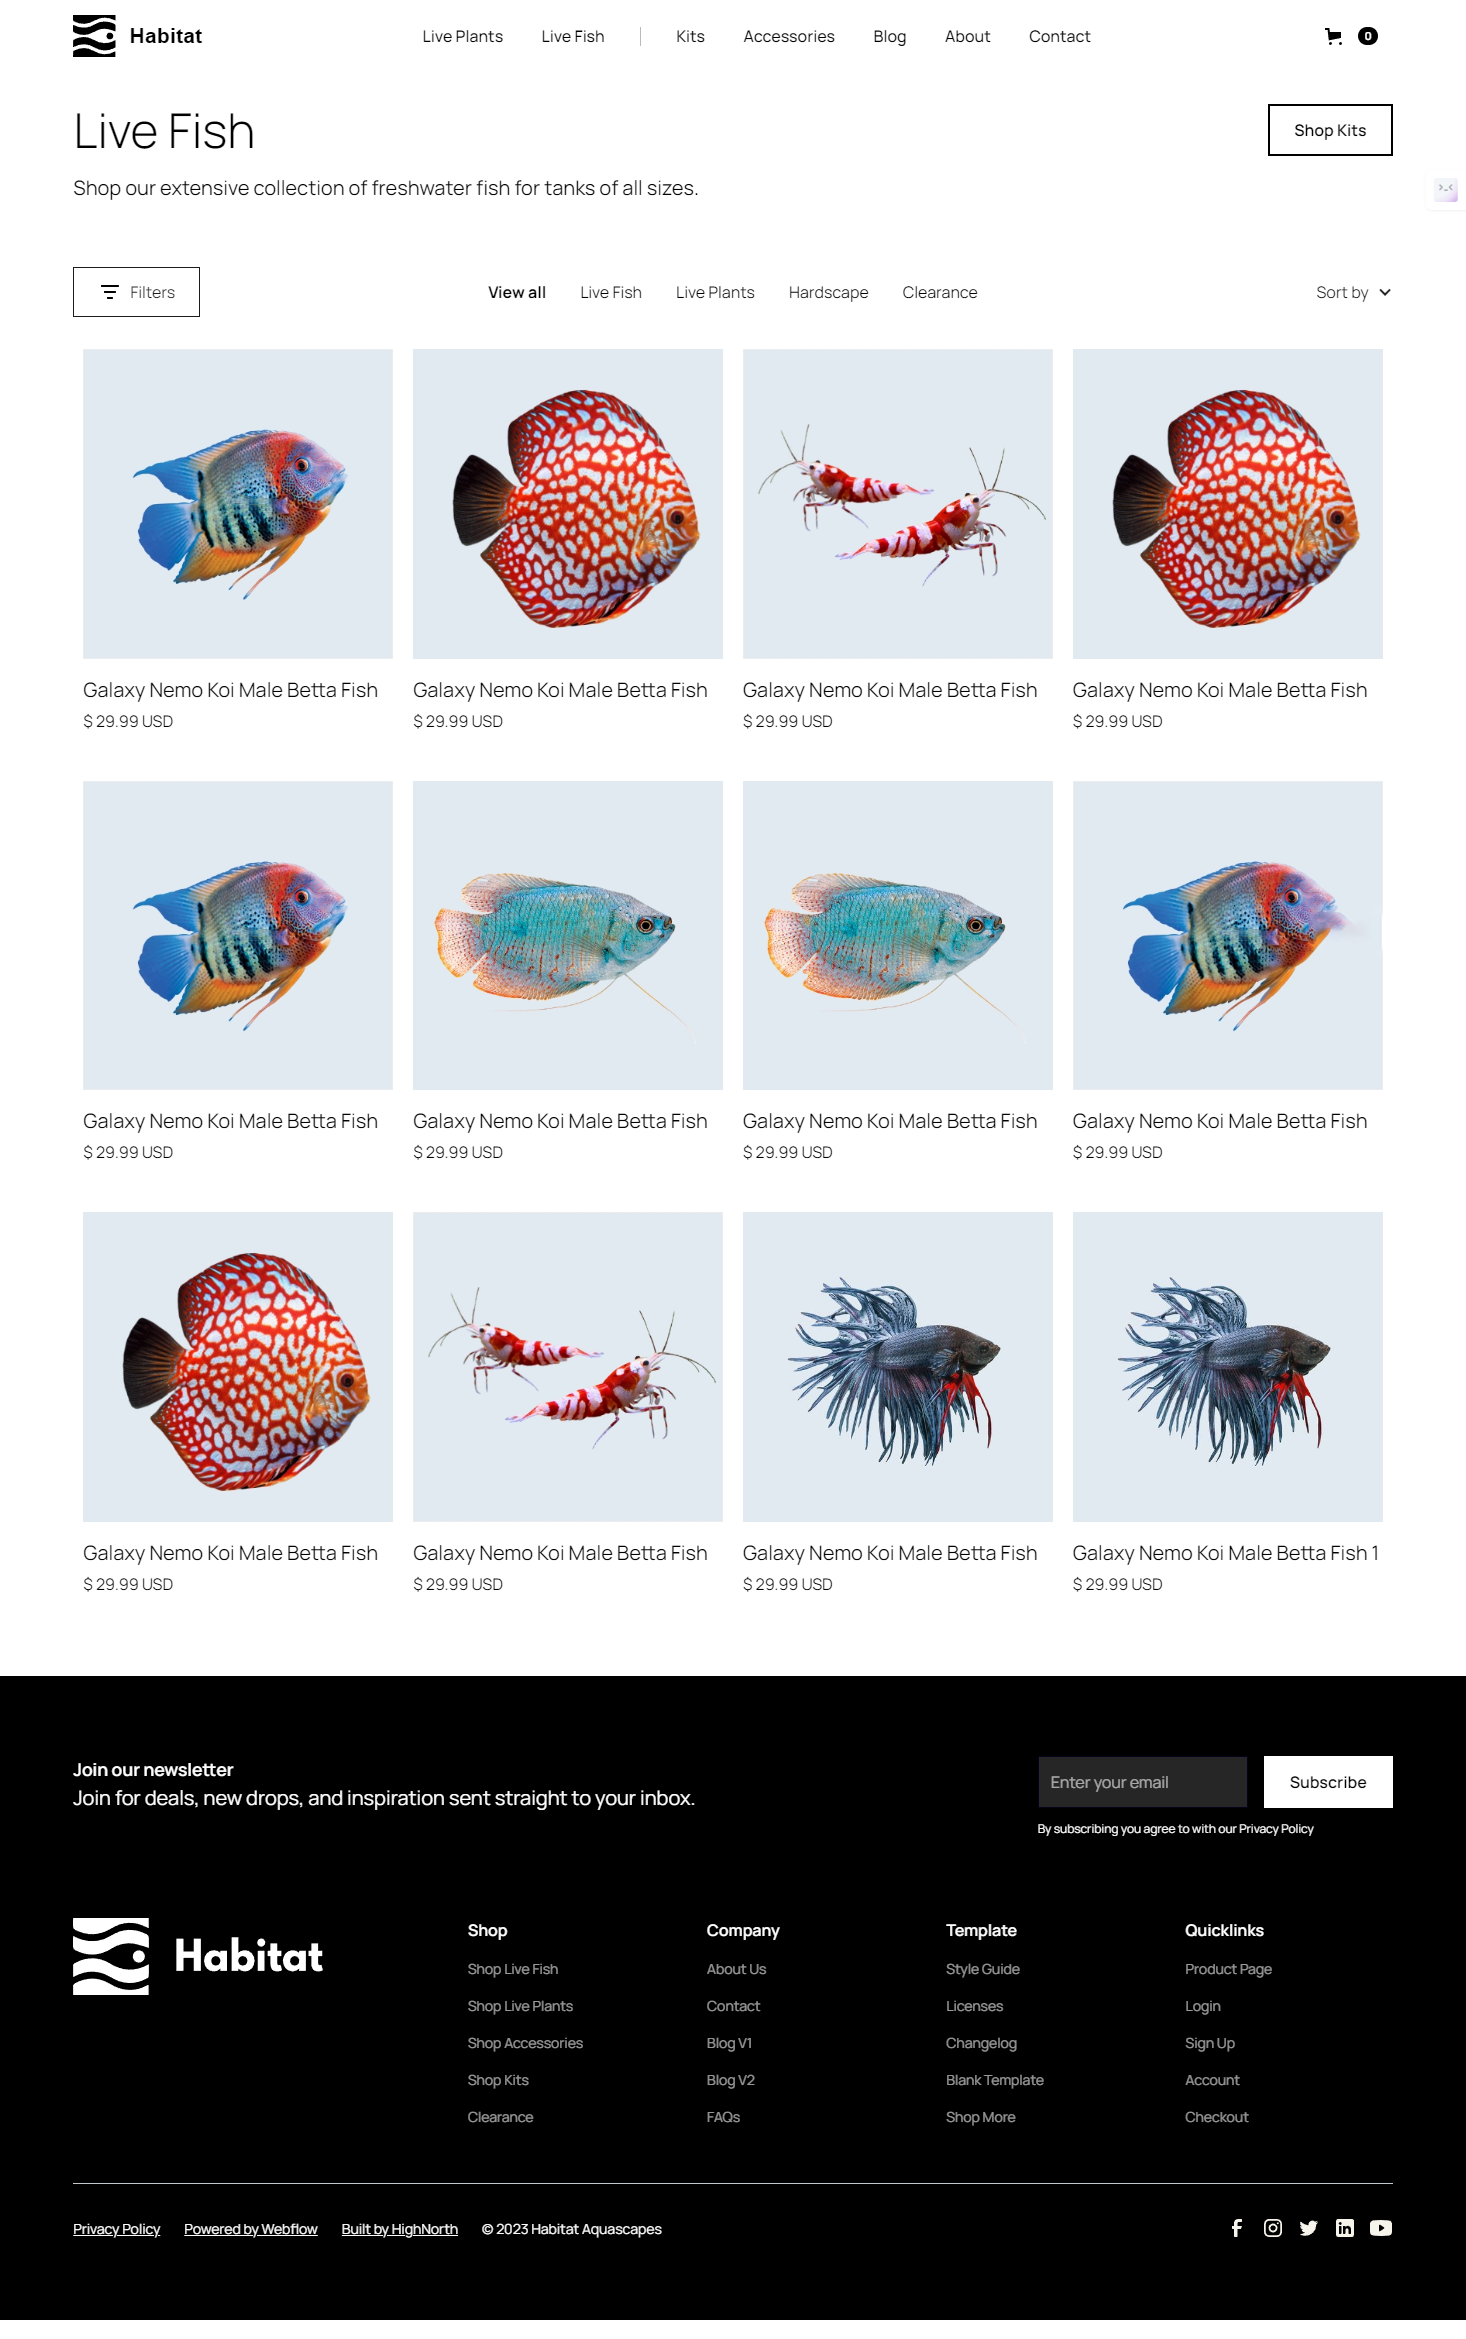 Habitat
Live Plants
Live Fish
Kits
Accessories
Blog
About
Contact
0
Live Fish
Shop Kits
Shop our extensive collection of freshwater fish for tanks of all sizes.
Filters
View all
Live Fish
Live Plants
Hardscape
Clearance
Sort by
Galaxy Nemo Koi Male Betta Fish
$ 29.99 USD
Galaxy Nemo Koi Male Betta Fish
$ 29.99 USD
Galaxy Nemo Koi Male Betta Fish
$ 29.99 USD
Galaxy Nemo Koi Male Betta Fish
$ 29.99 USD
Galaxy Nemo Koi Male Betta Fish
$ 29.99 USD
Galaxy Nemo Koi Male Betta Fish
$ 29.99 USD
Galaxy Nemo Koi Male Betta Fish
$ 29.99 USD
Galaxy Nemo Koi Male Betta Fish
$ 29.99 USD
Galaxy Nemo Koi Male Betta Fish
$ 29.99 USD
Galaxy Nemo Koi Male Betta Fish
$ 29.99 USD
Galaxy Nemo Koi Male Betta Fish
$ 29.99 USD
Galaxy Nemo Koi Male Betta Fish 1
$ 29.99 USD
Join our newsletter
Join for deals, new drops, and inspiration sent straight to your inbox.
Enter your email
Subscribe
By subscribing you agree to with our Privacy Policy
Habitat
Shop
Shop Live Fish
Shop Live Plants
Shop Accessories
Shop Kits
Clearance
Company
About Us
Contact
Blog V1
Blog V2
FAQs
Template
Style Guide
Licenses
Changelog
Blank Template
Shop More
Quicklinks
Product Page
Login
Sign Up
Account
Checkout
Privacy Policy
Powered by Webflow
Built by HighNorth
© 2023 Habitat Aquascapes